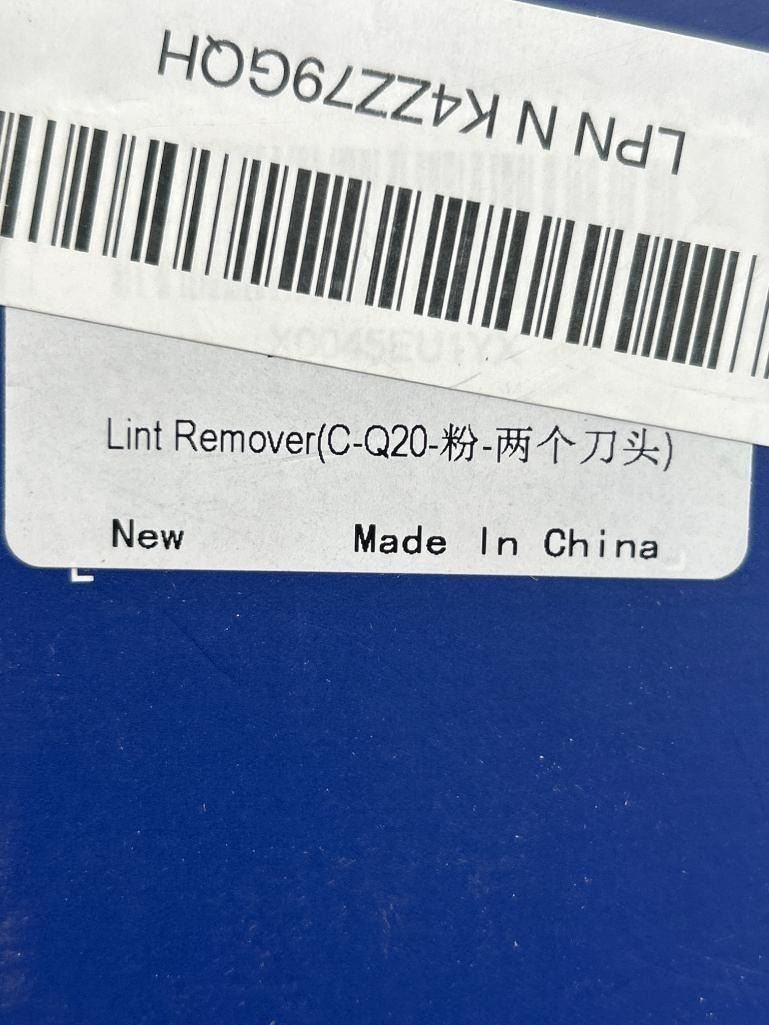 LPN N K4ZZ79GQH
Lint Remover(C-Q20-粉-两个刀头)
New Made In China